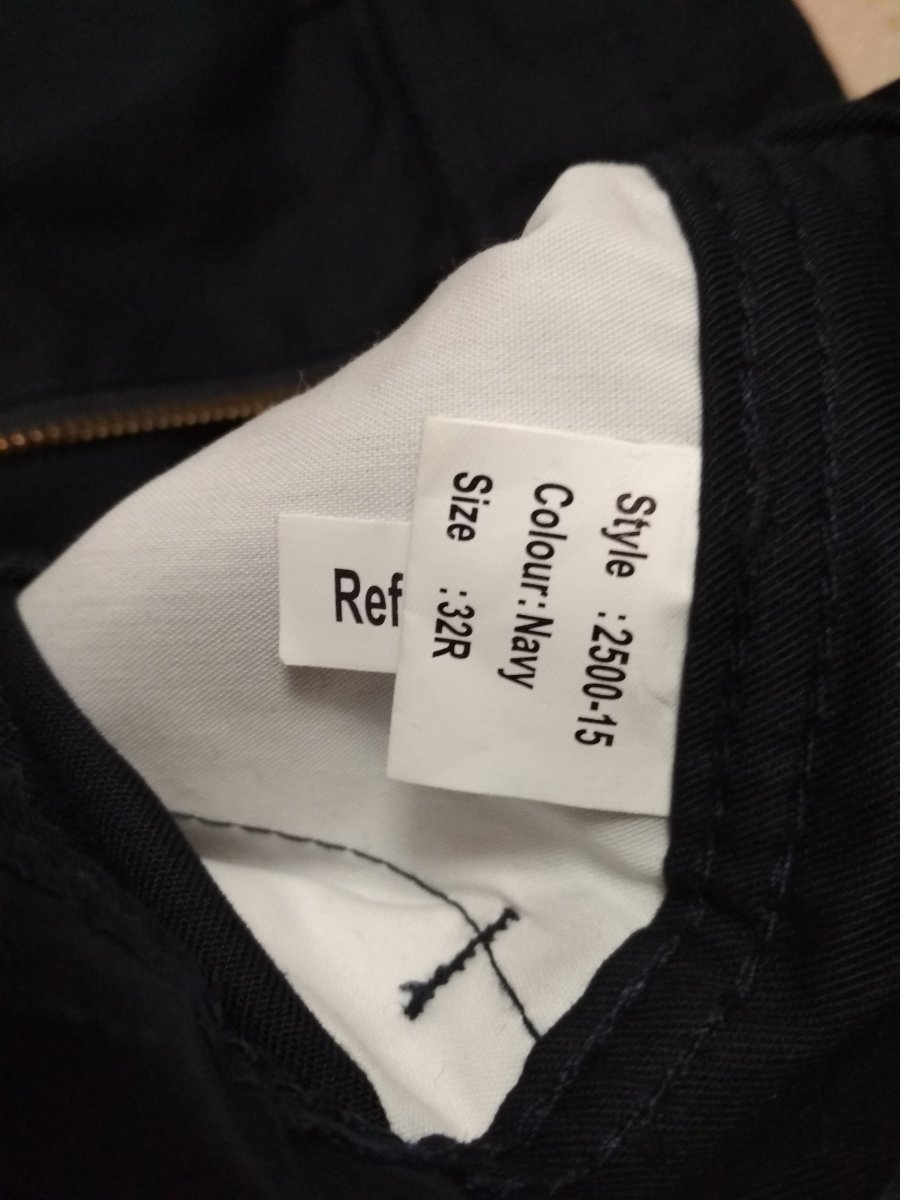 Style :2500-15
Colour:Navy
Size :32R
Ref